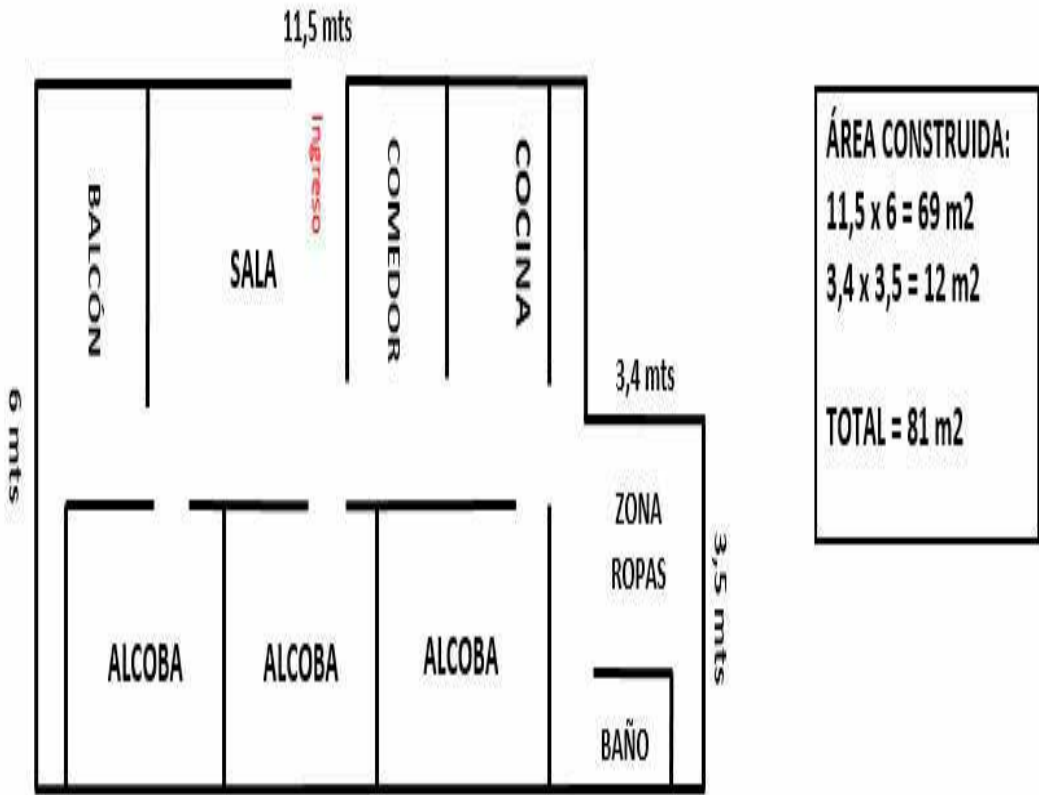 11,5 mts
BALCÓN
SALA
Ingreso
COMEDOR
COCINA
3,4 mts
6 mts
ZONA
ROPAS
3,5 mts
ALCOBA
ALCOBA
ALCOBA
BAÑO
ÁREA CONSTRUIDA:
11,5 x 6 = 69 m2
3,4 x 3,5 = 12 m2
TOTAL = 81 m2